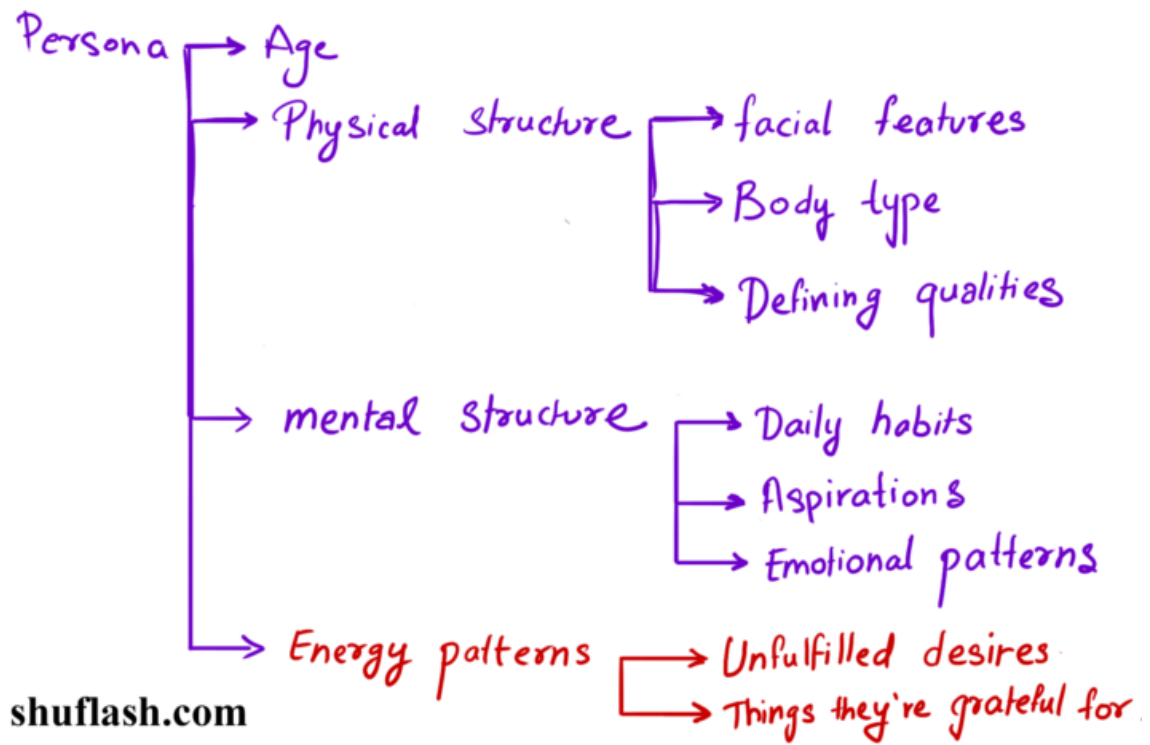 Persona
Age
Physical structure
facial features
Body type
Defining qualities
mental structure
Daily habits
Aspirations
Emotional patterns
Energy patterns
Unfulfilled desires
Things they're grateful for
shuflash.com